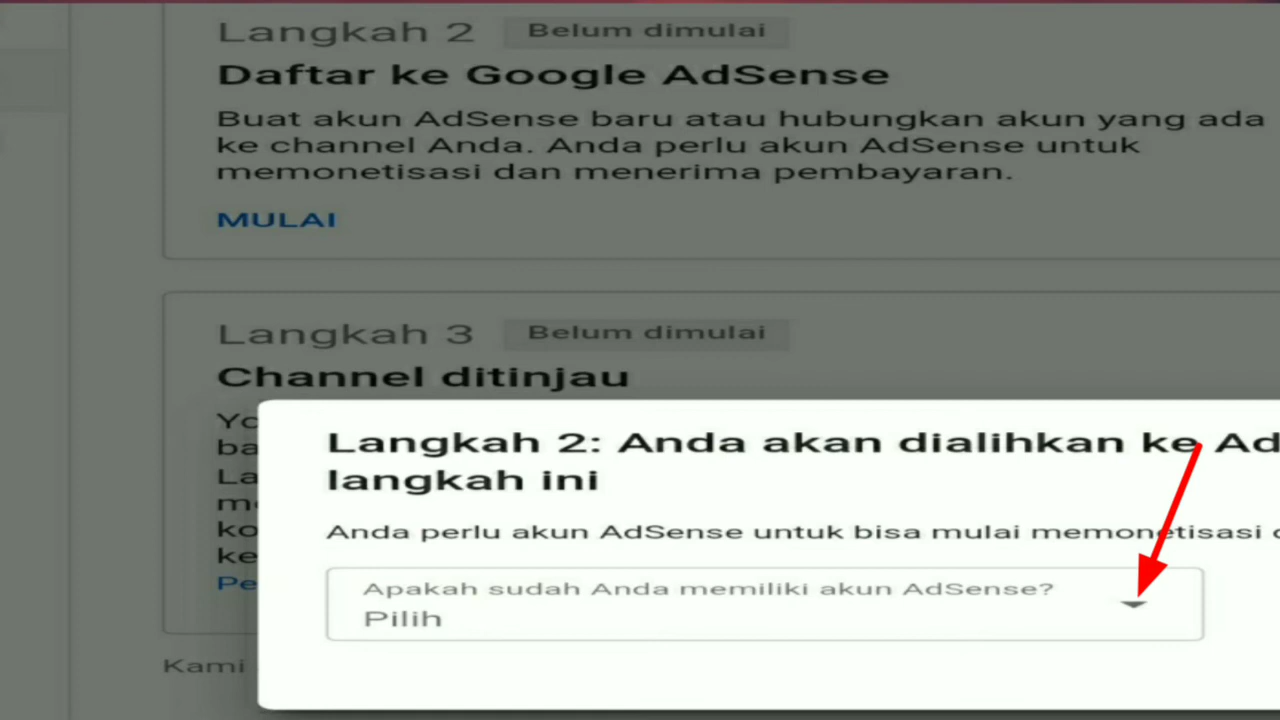 Langkah 2 Belum dimulai
Daftar ke Google AdSense
Buat akun AdSense baru atau hubungkan akun yang ada
ke channel Anda. Anda perlu akun AdSense untuk
memonetisasi dan menerima pembayaran.
MULAI
Langkah 3 Belum dimulai
Channel ditinjau
Langkah 2: Anda akan dialihkan ke Ad
langkah ini
Anda perlu akun AdSense untuk bisa mulai memonetisasi
Apakah sudah Anda memiliki akun AdSense?
Pilih
Kami